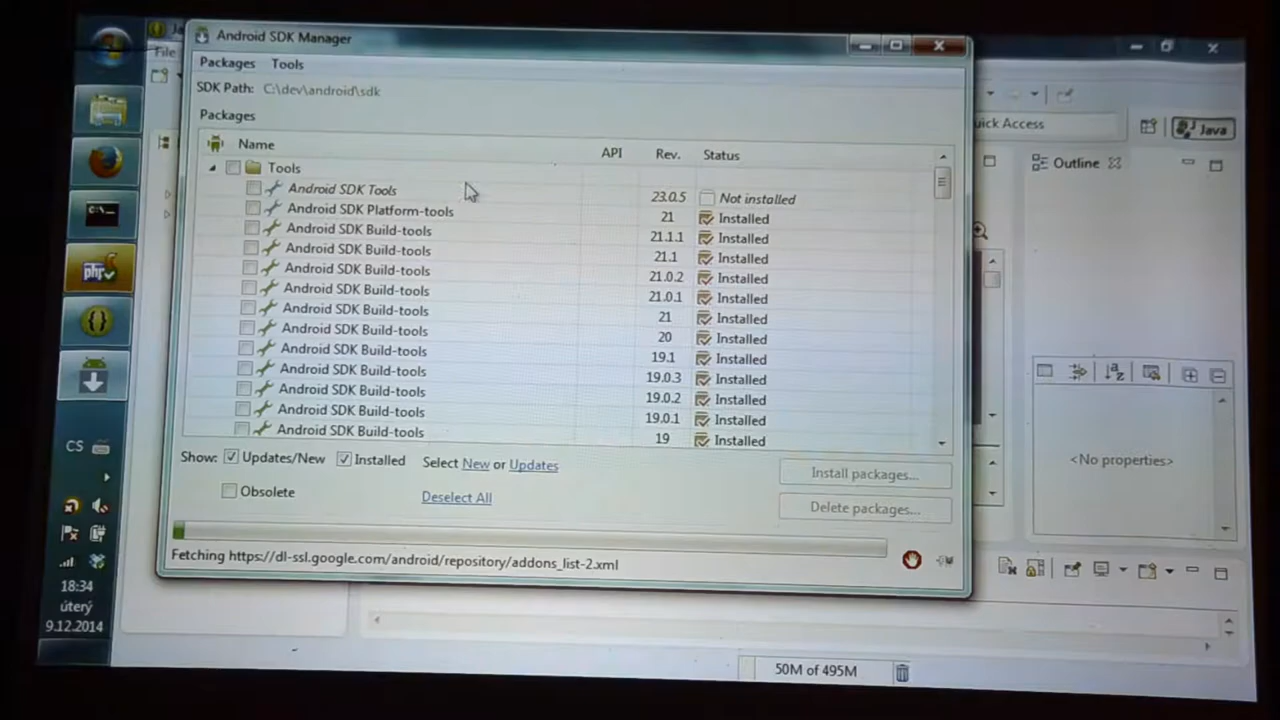 Android SDK Manager
Packages Tools
SDK Path: C:\dev\android\sdk
Packages
Name API Rev. Status
Tools
Android SDK Tools 23.0.5 Not installed
Android SDK Platform-tools 21 Installed
Android SDK Build-tools 21.1.1 Installed
Android SDK Build-tools 21.1 Installed
Android SDK Build-tools 21.0.2 Installed
Android SDK Build-tools 21.0.1 Installed
Android SDK Build-tools 21 Installed
Android SDK Build-tools 20 Installed
Android SDK Build-tools 19.1 Installed
Android SDK Build-tools 19.0.3 Installed
Android SDK Build-tools 19.0.2 Installed
Android SDK Build-tools 19.0.1 Installed
Android SDK Build-tools 19 Installed
Show: Updates/New Installed Select New or Updates Install packages...
Obsolete Deselect All Delete packages...
Fetching https://dl-ssl.google.com/android/repository/addons_list-2.xml
File
uick Access
Java
Outline
<No properties>
50M of 495M
C:\
php
{}
CS
18:34
úterý
9.12.2014